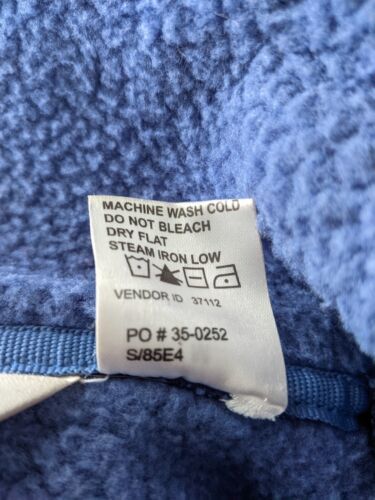 MACHINE WASH COLD
DO NOT BLEACH
DRY FLAT
STEAM IRON LOW
VENDOR ID 37112
PO # 35-0252
S/85E4